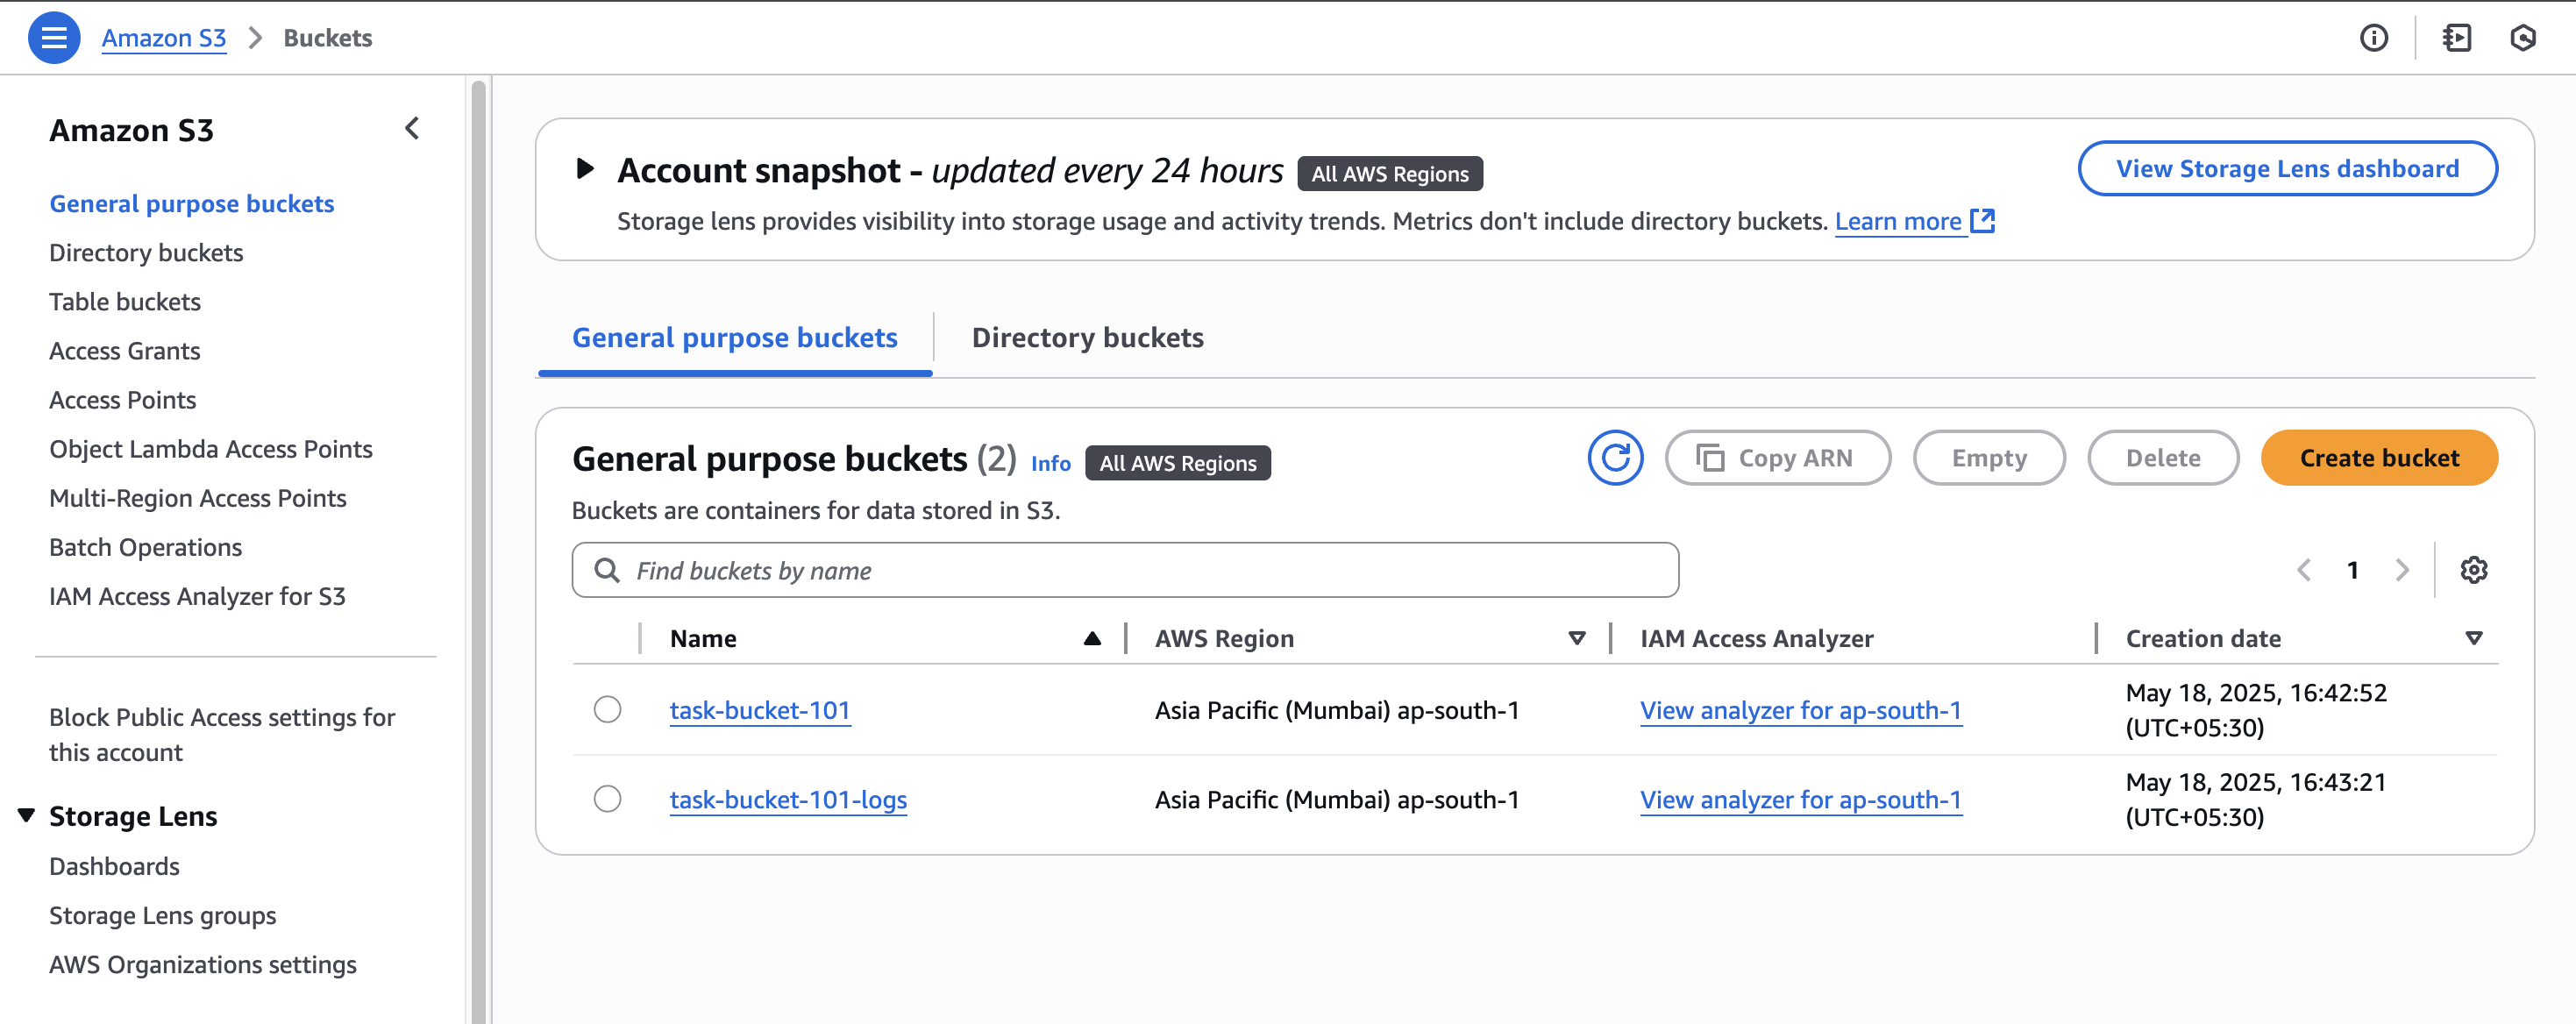 Amazon S3 > Buckets
Amazon S3
General purpose buckets
Directory buckets
Table buckets
Access Grants
Access Points
Object Lambda Access Points
Multi-Region Access Points
Batch Operations
IAM Access Analyzer for S3
Block Public Access settings for
this account
Storage Lens
Dashboards
Storage Lens groups
AWS Organizations settings
Account snapshot - updated every 24 hours All AWS Regions
View Storage Lens dashboard
Storage lens provides visibility into storage usage and activity trends. Metrics don't include directory buckets. Learn more
General purpose buckets Directory buckets
General purpose buckets (2) Info All AWS Regions
Copy ARN Empty Delete Create bucket
Buckets are containers for data stored in S3.
Find buckets by name
1
Name AWS Region IAM Access Analyzer Creation date
task-bucket-101 Asia Pacific (Mumbai) ap-south-1 View analyzer for ap-south-1 May 18, 2025, 16:42:52
(UTC+05:30)
task-bucket-101-logs Asia Pacific (Mumbai) ap-south-1 View analyzer for ap-south-1 May 18, 2025, 16:43:21
(UTC+05:30)